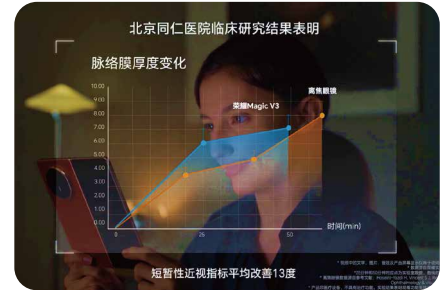 北京同仁医院临床研究结果表明
脉络膜厚度变化
离焦眼镜
荣耀Magic V3
10.00
9.00
8.00
7.00
6.00
5.00
4.00
3.00
2.00
1.00
0.00
0
25
50
时间(min)
短暂性近视指标平均改善13度